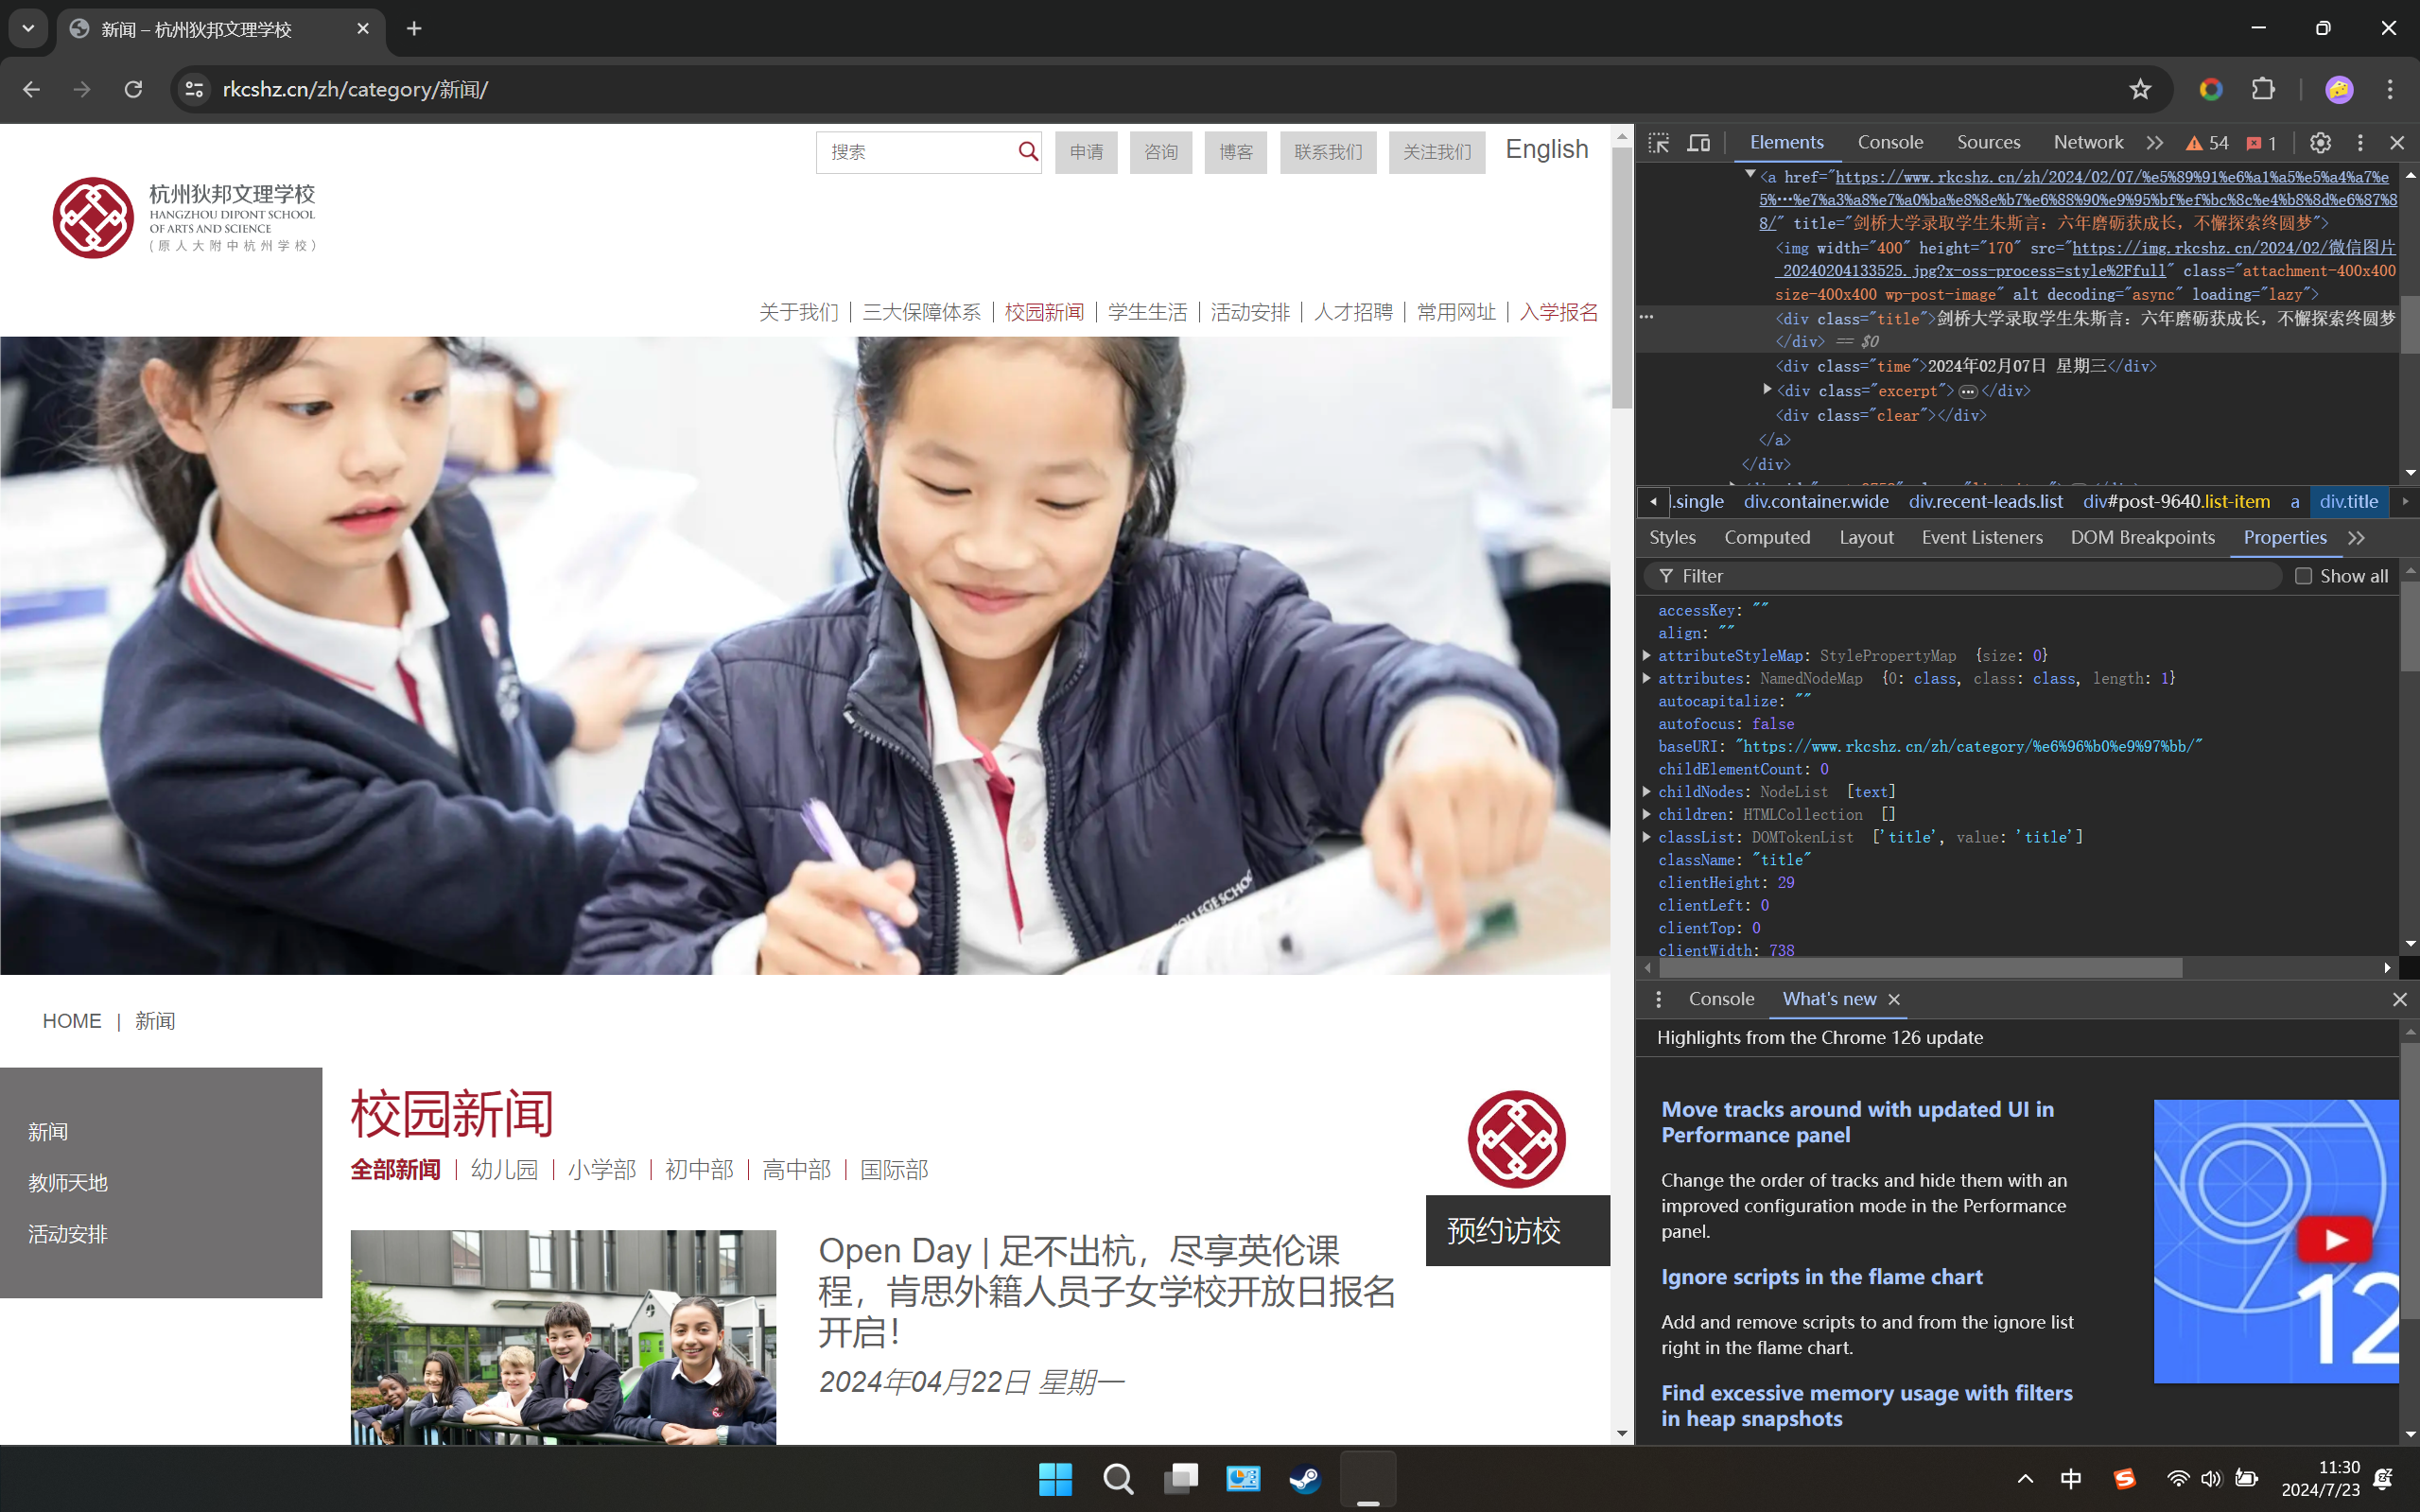 新闻 – 杭州狄邦文理学校
rkcshz.cn/zh/category/新闻/
搜索
申请
咨询
博客
联系我们
关注我们
English
杭州狄邦文理学校
HANGZHOU DIPONT SCHOOL
OF ARTS AND SCIENCE
(原人大附中杭州学校)
关于我们 | 三大保障体系 | 校园新闻 | 学生生活 | 活动安排 | 人才招聘 | 常用网址 | 入学报名
HOME | 新闻
新闻
教师天地
活动安排
校园新闻
全部新闻 | 幼儿园 | 小学部 | 初中部 | 高中部 | 国际部
预约访校
Open Day | 足不出杭，尽享英伦课
程，肯思外籍人员子女学校开放日报名
开启！
2024年04月22日 星期一
Elements Console Sources Network 54 1
<a href="https://www.rkcshz.cn/zh/2024/02/07/%e5%89%91%e6%a1%a5%e5%a4%a7%e
5%…%e7%a3%a8%e7%a0%ba%e8%8e%b7%e6%88%90%e9%95%bf%ef%bc%8c%e4%b8%8d%e6%87%8
8/" title="剑桥大学录取学生朱斯言：六年磨砺获成长，不懈探索终圆梦">
<img width="400" height="170" src="https://img.rkcshz.cn/2024/02/微信图片
_20240204133525.jpg?x-oss-process=style%2Ffull" class="attachment-400x400
size-400x400 wp-post-image" alt decoding="async" loading="lazy">
<div class="title">剑桥大学录取学生朱斯言：六年磨砺获成长，不懈探索终圆梦
</div> == $0
<div class="time">2024年02月07日 星期三</div>
<div class="excerpt">…</div>
<div class="clear"></div>
</a>
</div>
l.single div.container.wide div.recent-leads.list div#post-9640.list-item a div.title
Styles Computed Layout Event Listeners DOM Breakpoints Properties
Filter
Show all
accessKey: ""
align: ""
attributeStyleMap: StylePropertyMap {size: 0}
attributes: NamedNodeMap {0: class, class: class, length: 1}
autocapitalize: ""
autofocus: false
baseURI: "https://www.rkcshz.cn/zh/category/%e6%96%b0%e9%97%bb/"
childElementCount: 0
childNodes: NodeList [text]
children: HTMLCollection []
classList: DOMTokenList ['title', value: 'title']
className: "title"
clientHeight: 29
clientLeft: 0
clientTop: 0
clientWidth: 738
Console What's new
Highlights from the Chrome 126 update
Move tracks around with updated UI in
Performance panel
Change the order of tracks and hide them with an
improved configuration mode in the Performance
panel.
Ignore scripts in the flame chart
Add and remove scripts to and from the ignore list
right in the flame chart.
Find excessive memory usage with filters
in heap snapshots
12
中
11:30
2024/7/23